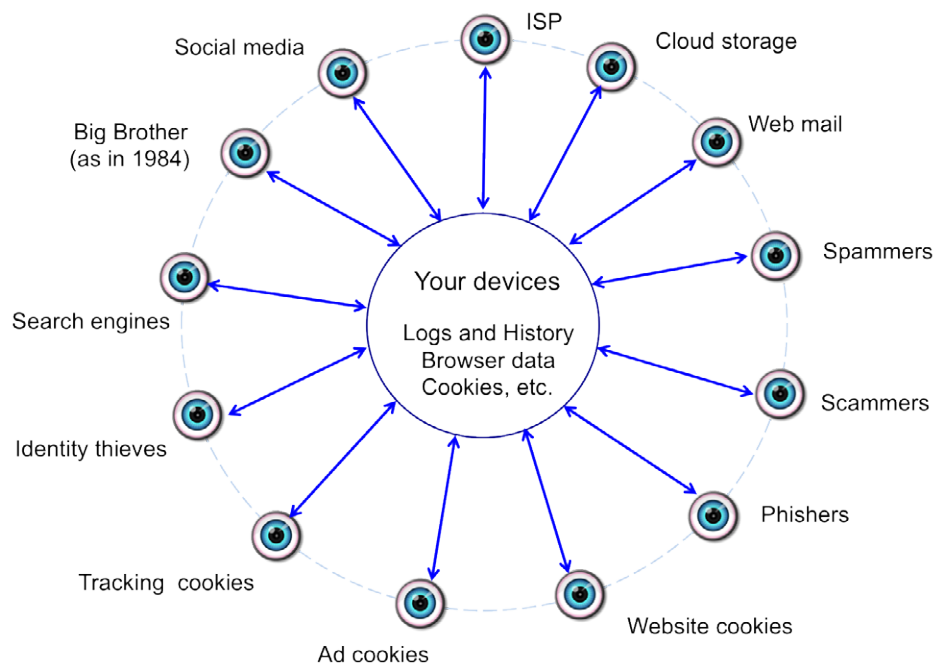 ISP
Social media
Cloud storage
Big Brother
(as in 1984)
Web mail
Spammers
Your devices
Search engines
Logs and History
Browser data
Cookies, etc.
Scammers
Identity thieves
Phishers
Tracking cookies
Website cookies
Ad cookies